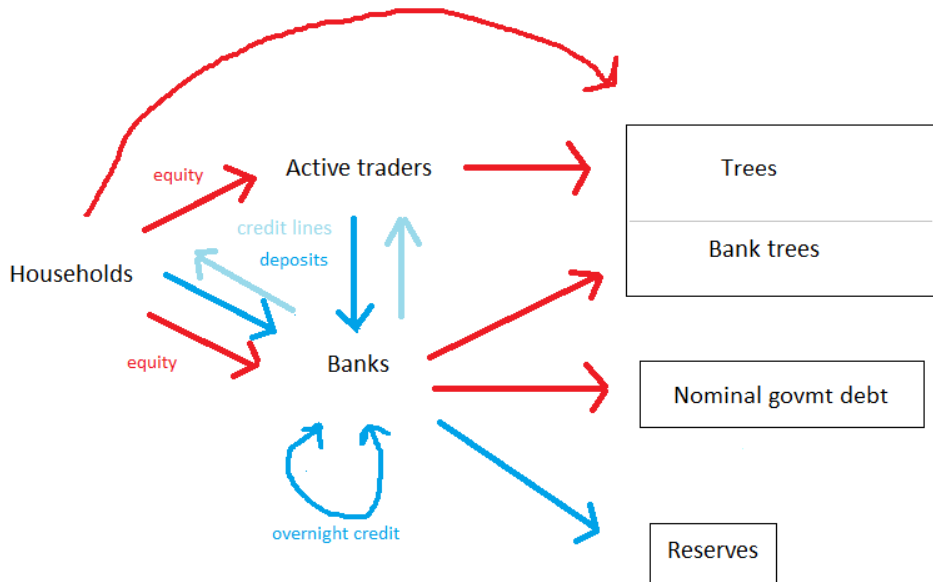 Active traders
Trees
equity
credit lines
deposits
Bank trees
Households
equity
Banks
Nominal govmt debt
overnight credit
Reserves